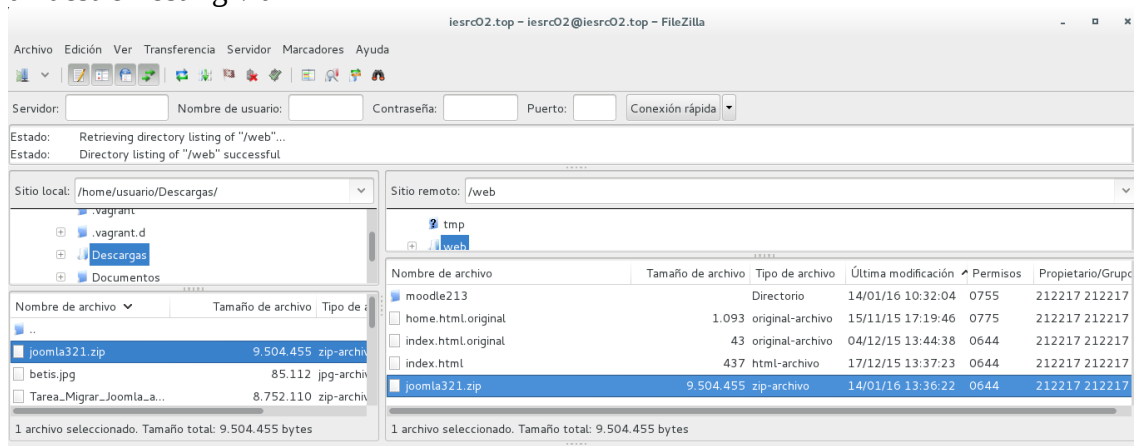 iesrc02.top - iesrc02@iesrc02.top - FileZilla
Archivo Edición Ver Transferencia Servidor Marcadores Ayuda
Servidor: Nombre de usuario: Contraseña: Puerto: Conexión rápida
Estado: Retrieving directory listing of "/web"...
Estado: Directory listing of "/web" successful
Sitio local: /home/usuario/Descargas/
.vagrant
.vagrant.d
Descargas
Documentos
Nombre de archivo Tamaño de archivo Tipo de a
..
joomla321.zip 9.504.455 zip-archiv
betis.jpg 85.112 jpg-archiv
Tarea_Migrar_Joomla_a... 8.752.110 zip-archiv
1 archivo seleccionado. Tamaño total: 9.504.455 bytes
Sitio remoto: /web
? tmp
web
Nombre de archivo Tamaño de archivo Tipo de archivo Última modificación Permisos Propietario/Grupo
moodle213 Directorio 14/01/16 10:32:04 0755 212217 212217
home.html.original 1.093 original-archivo 15/11/15 17:19:46 0775 212217 212217
index.html.original 43 original-archivo 04/12/15 13:44:38 0644 212217 212217
index.html 437 html-archivo 17/12/15 13:37:23 0644 212217 212217
joomla321.zip 9.504.455 zip-archivo 14/01/16 13:36:22 0644 212217 212217
1 archivo seleccionado. Tamaño total: 9.504.455 bytes